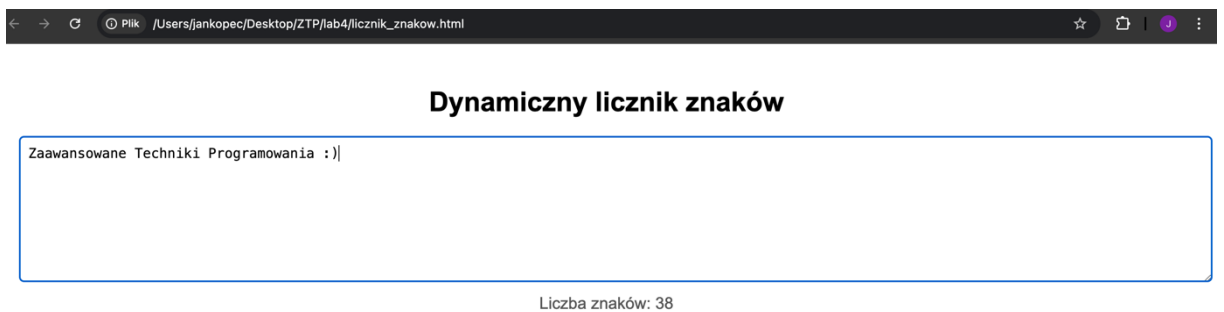 Plik /Users/jankopec/Desktop/ZTP/lab4/licznik_znakow.html J
Dynamiczny licznik znaków
Zaawansowane Techniki Programowania :)
Liczba znaków: 38